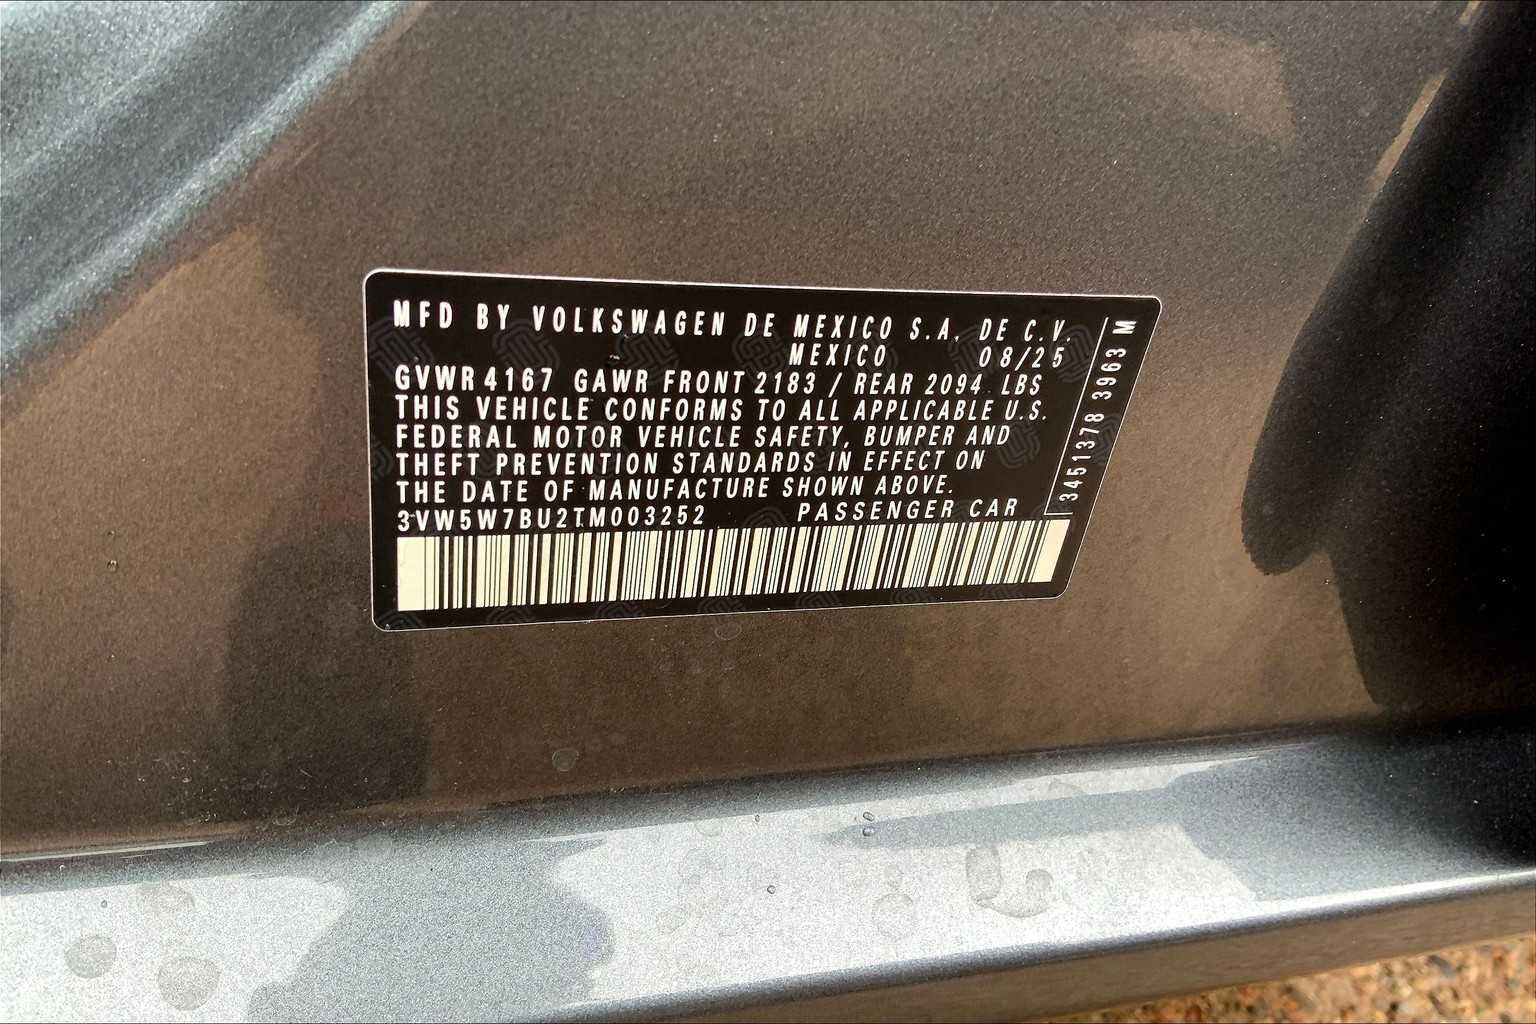 MFD BY VOLKSWAGEN DE MEXICO S.A. DE C.V.
MEXICO 08/25
GVWR 4167 GAWR FRONT 2183 / REAR 2094 LBS
THIS VEHICLE CONFORMS TO ALL APPLICABLE U.S.
FEDERAL MOTOR VEHICLE SAFETY, BUMPER AND
THEFT PREVENTION STANDARDS IN EFFECT ON
THE DATE OF MANUFACTURE SHOWN ABOVE.
3VW5W7BU2TM003252 PASSENGER CAR
3451378 3963 M